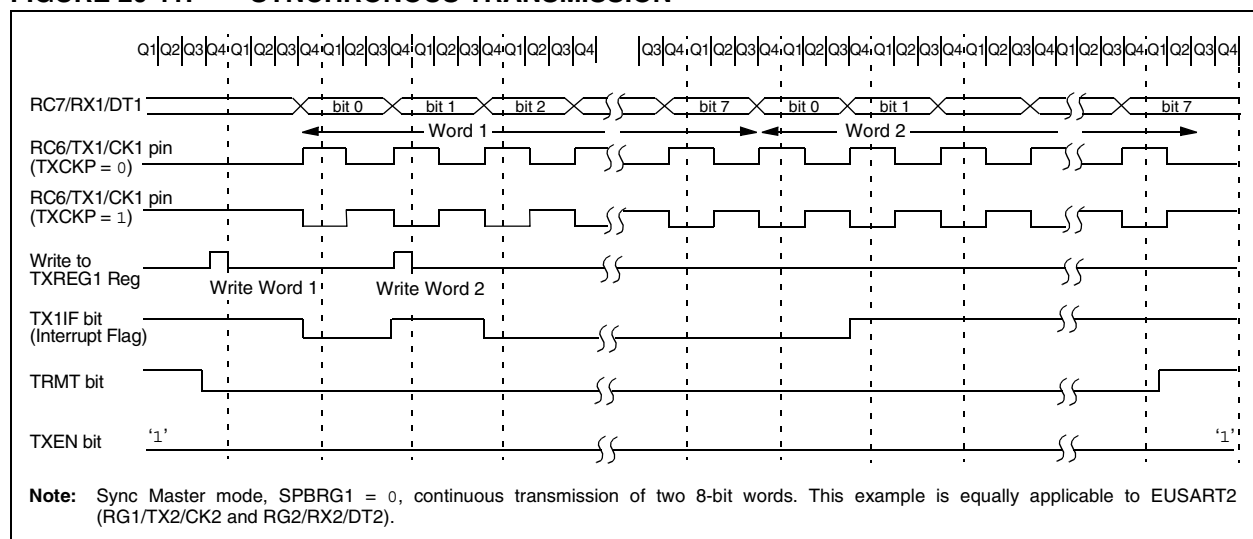 Q1 Q2 Q3 Q4 Q1 Q2 Q3 Q4 Q1 Q2 Q3 Q4 Q1 Q2 Q3 Q4 Q1 Q2 Q3 Q4 Q3 Q4 Q1 Q2 Q3 Q4 Q1 Q2 Q3 Q4 Q1 Q2 Q3 Q4 Q1 Q2 Q3 Q4 Q1 Q2 Q3 Q4
RC7/RX1/DT1 bit 0 bit 1 bit 2 bit 7 bit 0 bit 1 bit 7
Word 1 Word 2
RC6/TX1/CK1 pin
(TXCKP = 0)
RC6/TX1/CK1 pin
(TXCKP = 1)
Write to
TXREG1 Reg
Write Word 1 Write Word 2
TX1IF bit
(Interrupt Flag)
TRMT bit
TXEN bit '1' '1'
Note: Sync Master mode, SPBRG1 = 0, continuous transmission of two 8-bit words. This example is equally applicable to EUSART2
(RG1/TX2/CK2 and RG2/RX2/DT2).